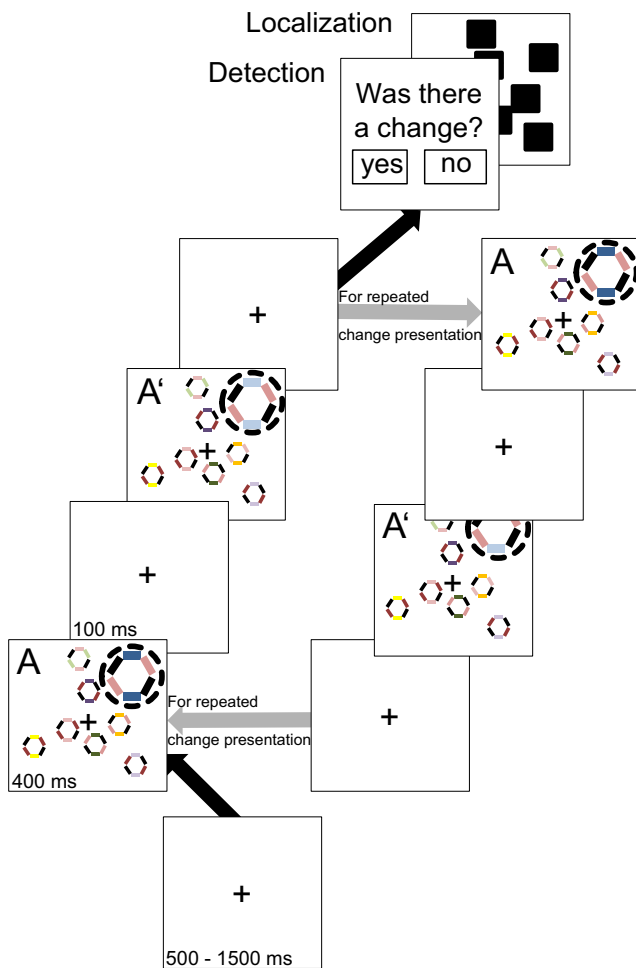 Localization
Detection
Was there
a change?
yes no
+
A
For repeated
change presentation
+
A‘
+
+
+
A‘
+
100 ms
+
A
For repeated
change presentation
+
+
400 ms
+
500 - 1500 ms